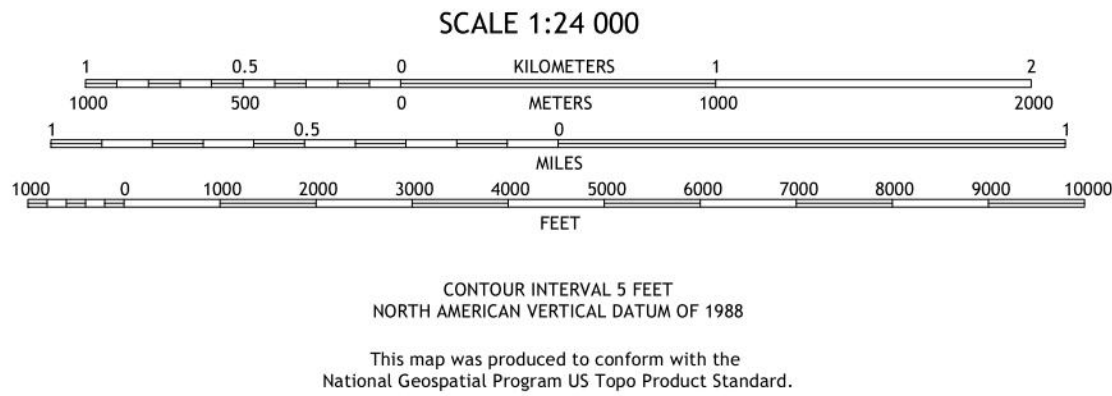 SCALE 1:24 000
1 0.5 0 KILOMETERS 1 2
1000 500 0 METERS 1000 2000
1 0.5 0 1
MILES
1000 0 1000 2000 3000 4000 5000 6000 7000 8000 9000 10000
FEET
CONTOUR INTERVAL 5 FEET
NORTH AMERICAN VERTICAL DATUM OF 1988
This map was produced to conform with the
National Geospatial Program US Topo Product Standard.